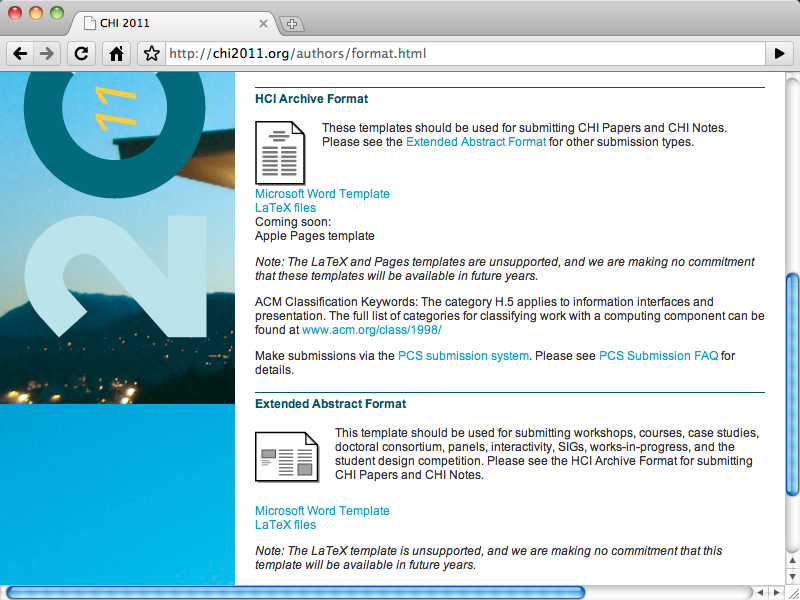 CHI 2011
http://chi2011.org/authors/format.html
2011
HCI Archive Format
These templates should be used for submitting CHI Papers and CHI Notes.
Please see the Extended Abstract Format for other submission types.
Microsoft Word Template
LaTeX files
Coming soon:
Apple Pages template
Note: The LaTeX and Pages templates are unsupported, and we are making no commitment
that these templates will be available in future years.
ACM Classification Keywords: The category H.5 applies to information interfaces and
presentation. The full list of categories for classifying work with a computing component can be
found at www.acm.org/class/1998/
Make submissions via the PCS submission system. Please see PCS Submission FAQ for
details.
Extended Abstract Format
This template should be used for submitting workshops, courses, case studies,
doctoral consortium, panels, interactivity, SIGs, works-in-progress, and the
student design competition. Please see the HCI Archive Format for submitting
CHI Papers and CHI Notes.
Microsoft Word Template
LaTeX files
Note: The LaTeX template is unsupported, and we are making no commitment that this
template will be available in future years.